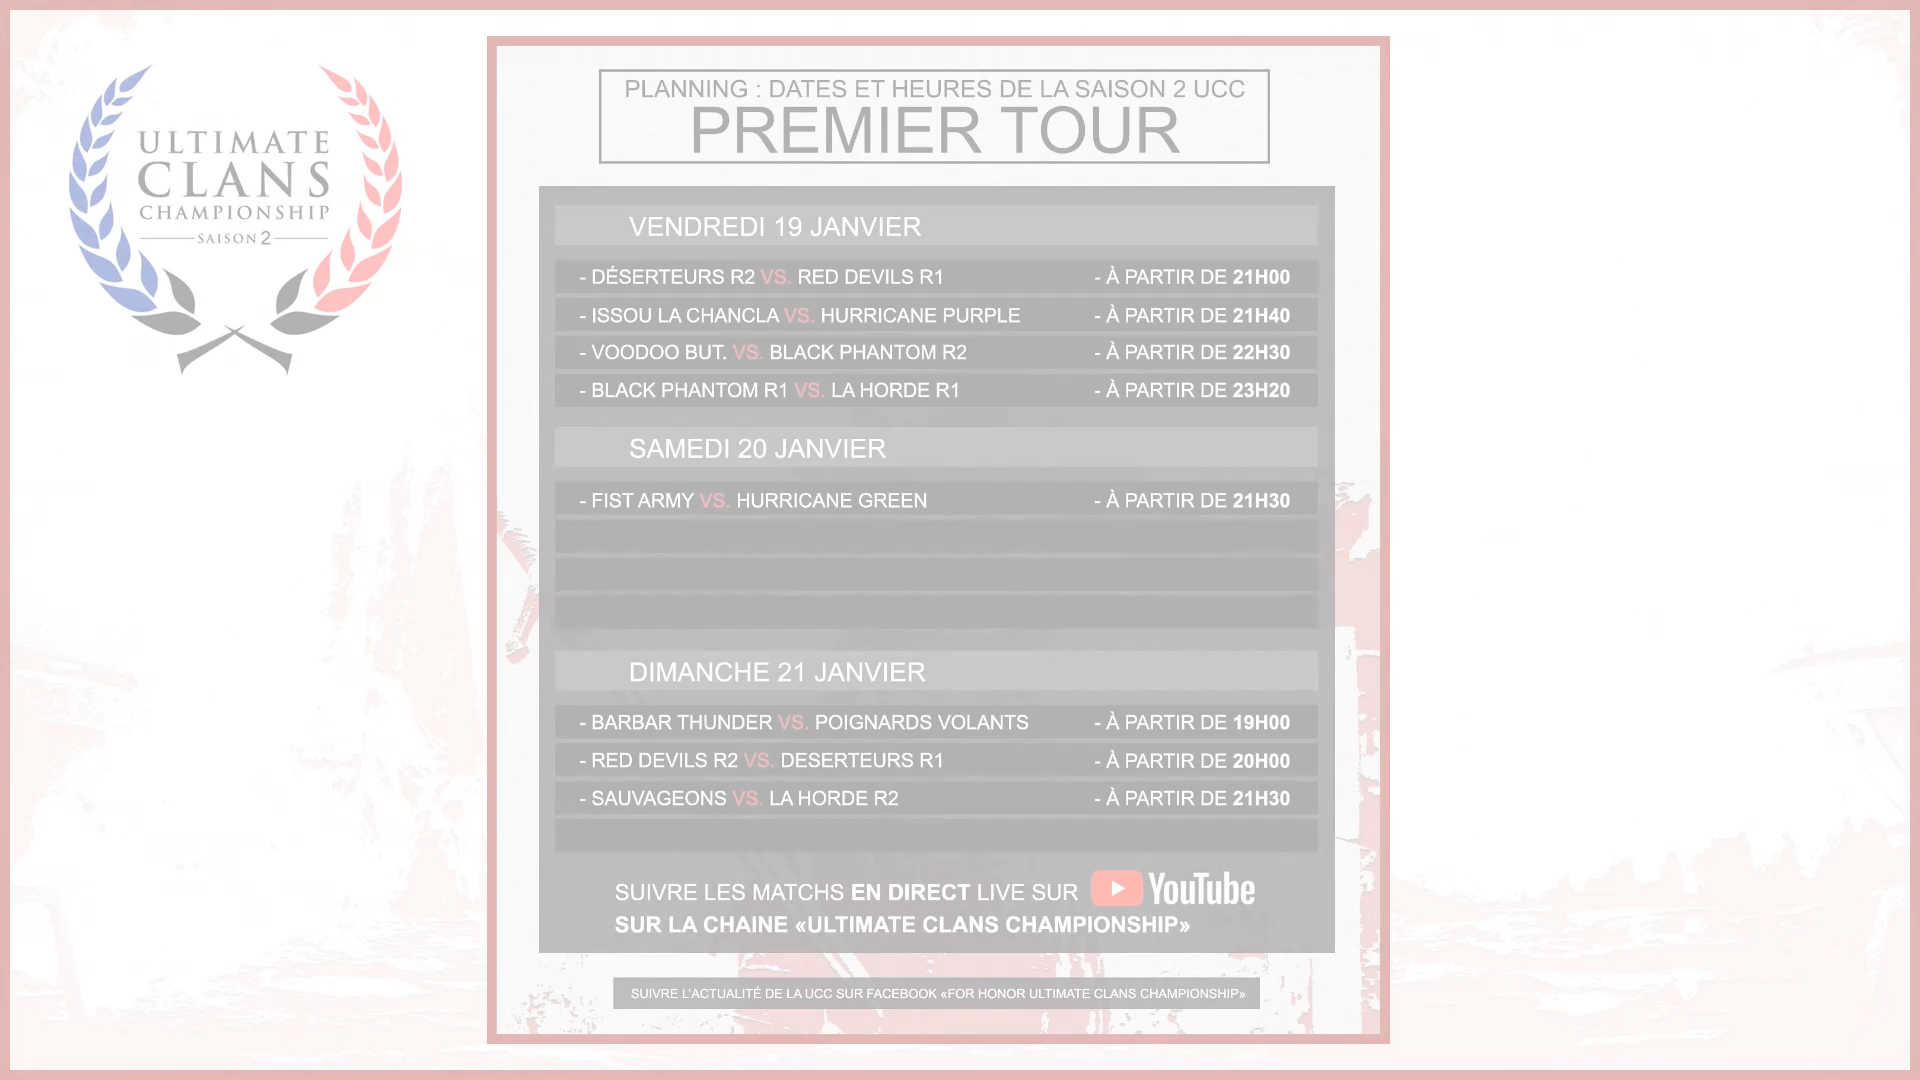 ULTIMATE
CLANS
CHAMPIONSHIP
SAISON 2
PLANNING : DATES ET HEURES DE LA SAISON 2 UCC
PREMIER TOUR
VENDREDI 19 JANVIER
- DÉSERTEURS R2 VS. RED DEVILS R1 - À PARTIR DE 21H00
- ISSOU LA CHANCLA VS. HURRICANE PURPLE - À PARTIR DE 21H40
- VOODOO BUT. VS. BLACK PHANTOM R2 - À PARTIR DE 22H30
- BLACK PHANTOM R1 VS. LA HORDE R1 - À PARTIR DE 23H20
SAMEDI 20 JANVIER
- FIST ARMY VS. HURRICANE GREEN - À PARTIR DE 21H30
DIMANCHE 21 JANVIER
- BARBAR THUNDER VS. POIGNARDS VOLANTS - À PARTIR DE 19H00
- RED DEVILS R2 VS. DESERTEURS R1 - À PARTIR DE 20H00
- SAUVAGEONS VS. LA HORDE R2 - À PARTIR DE 21H30
SUIVRE LES MATCHS EN DIRECT LIVE SUR YouTube
SUR LA CHAINE «ULTIMATE CLANS CHAMPIONSHIP»
SUIVRE L'ACTUALITÉ DE LA UCC SUR FACEBOOK «FOR HONOR ULTIMATE CLANS CHAMPIONSHIP»